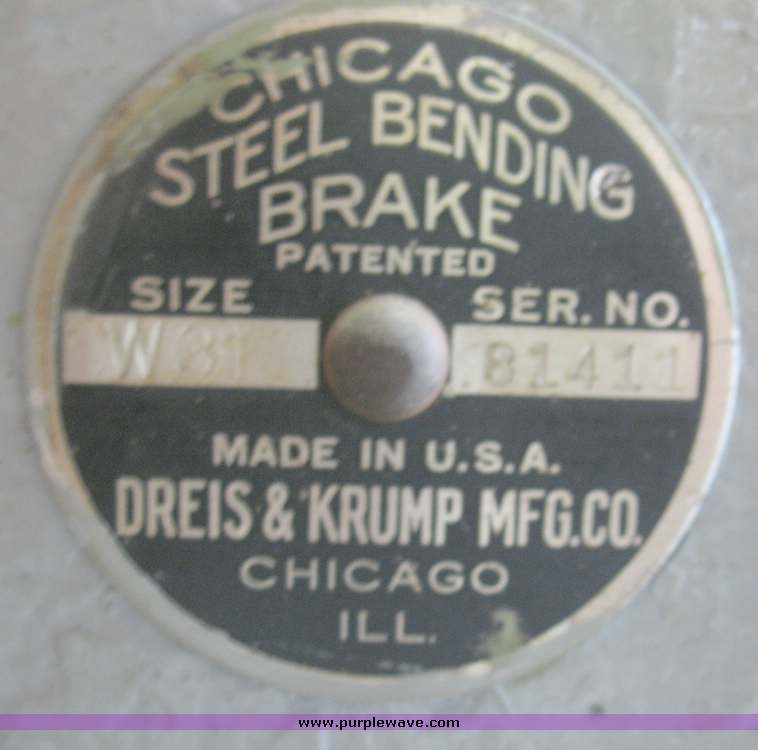 CHICAGO
STEEL BENDING
BRAKE
PATENTED
SIZE SER. NO.
W 31 81411
MADE IN U.S.A.
DREIS & KRUMP MFG.CO.
CHICAGO
ILL.
www.purplewave.com